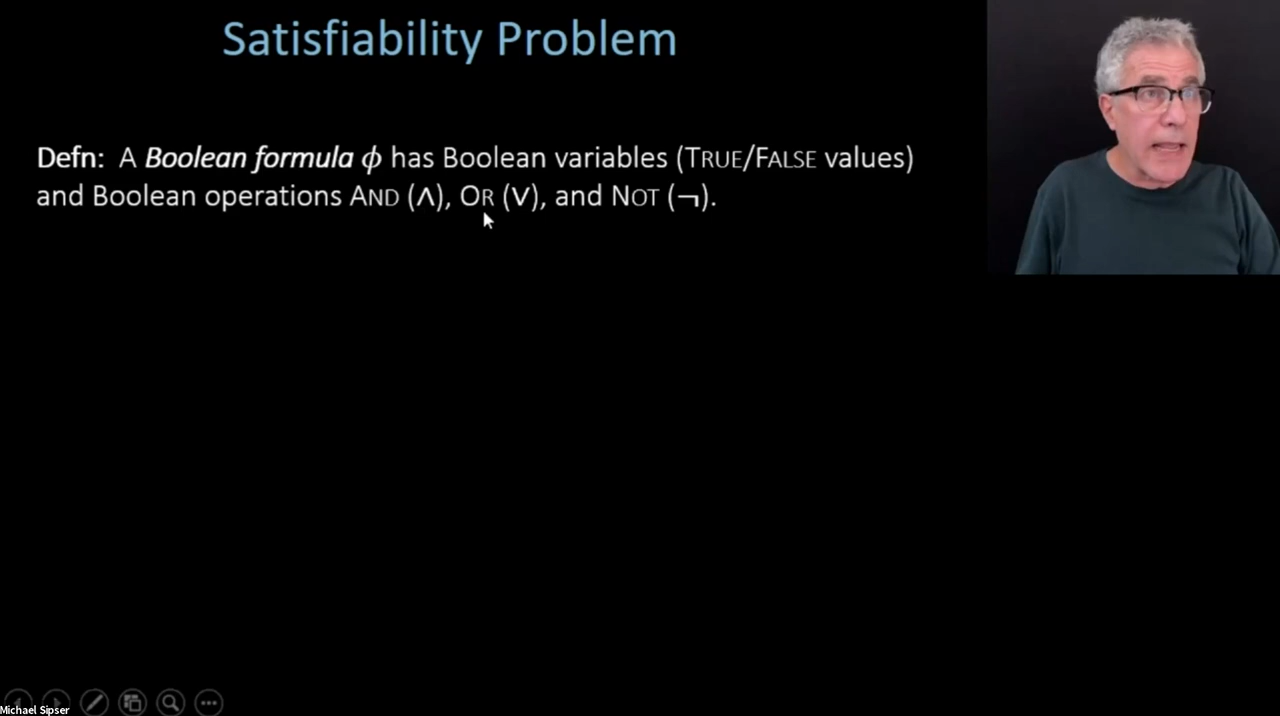 Satisfiability Problem
Defn: A Boolean formula ϕ has Boolean variables (TRUE/FALSE values)
and Boolean operations AND (∧), OR (∨), and NOT (¬).
Michael Sipser